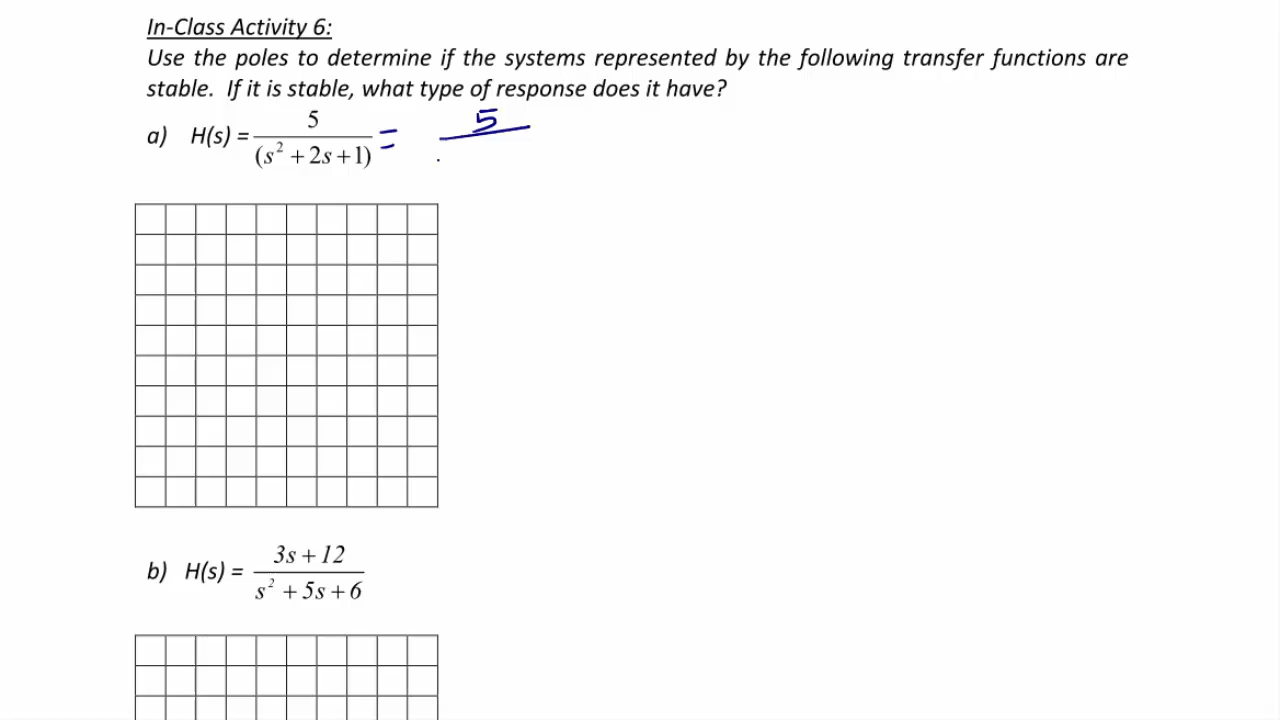 In-Class Activity 6:
Use the poles to determine if the systems represented by the following transfer functions are
stable. If it is stable, what type of response does it have?
a) H(s) = 5 / (s² + 2s + 1) = 5
b) H(s) = 3s + 12 / s² + 5s + 6